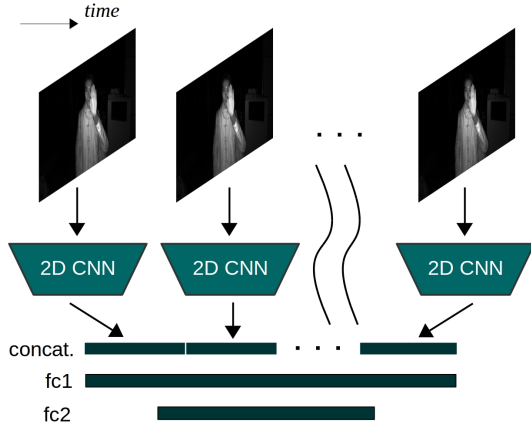 time
. . .
2D CNN
2D CNN
2D CNN
concat.
. . .
fc1
fc2